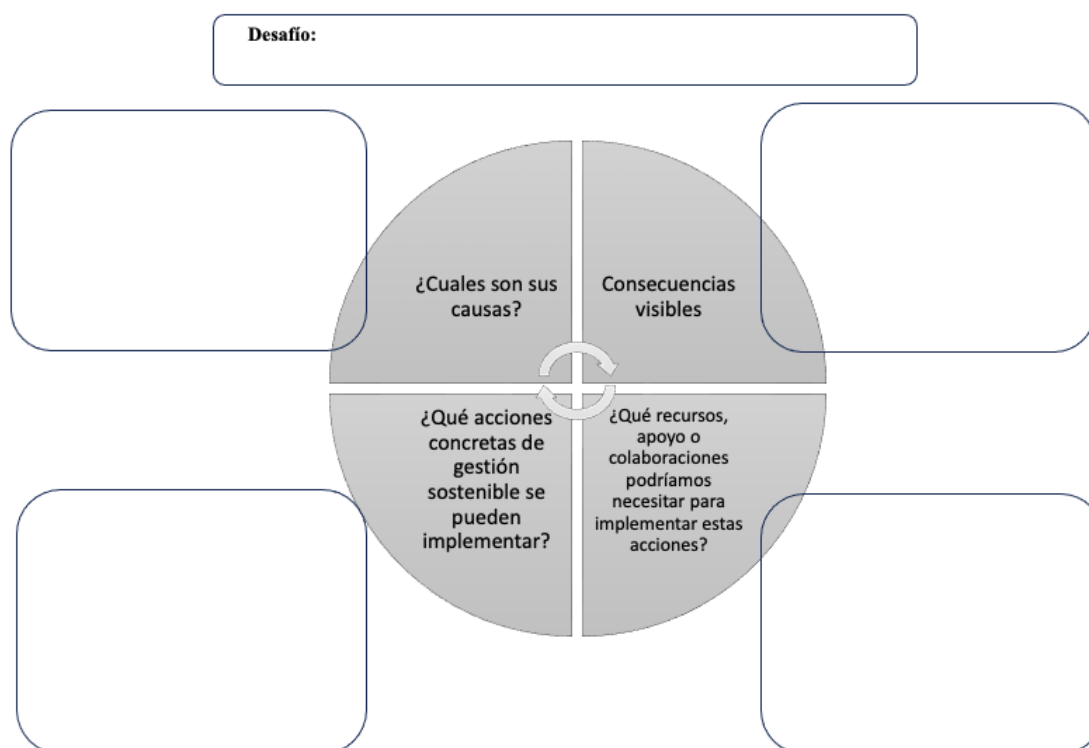 Desafío:
¿Cuales son sus
causas?
Consecuencias
visibles
¿Qué acciones
concretas de
gestión
sostenible se
pueden
implementar?
¿Qué recursos,
apoyo o
colaboraciones
podríamos
necesitar para
implementar estas
acciones?